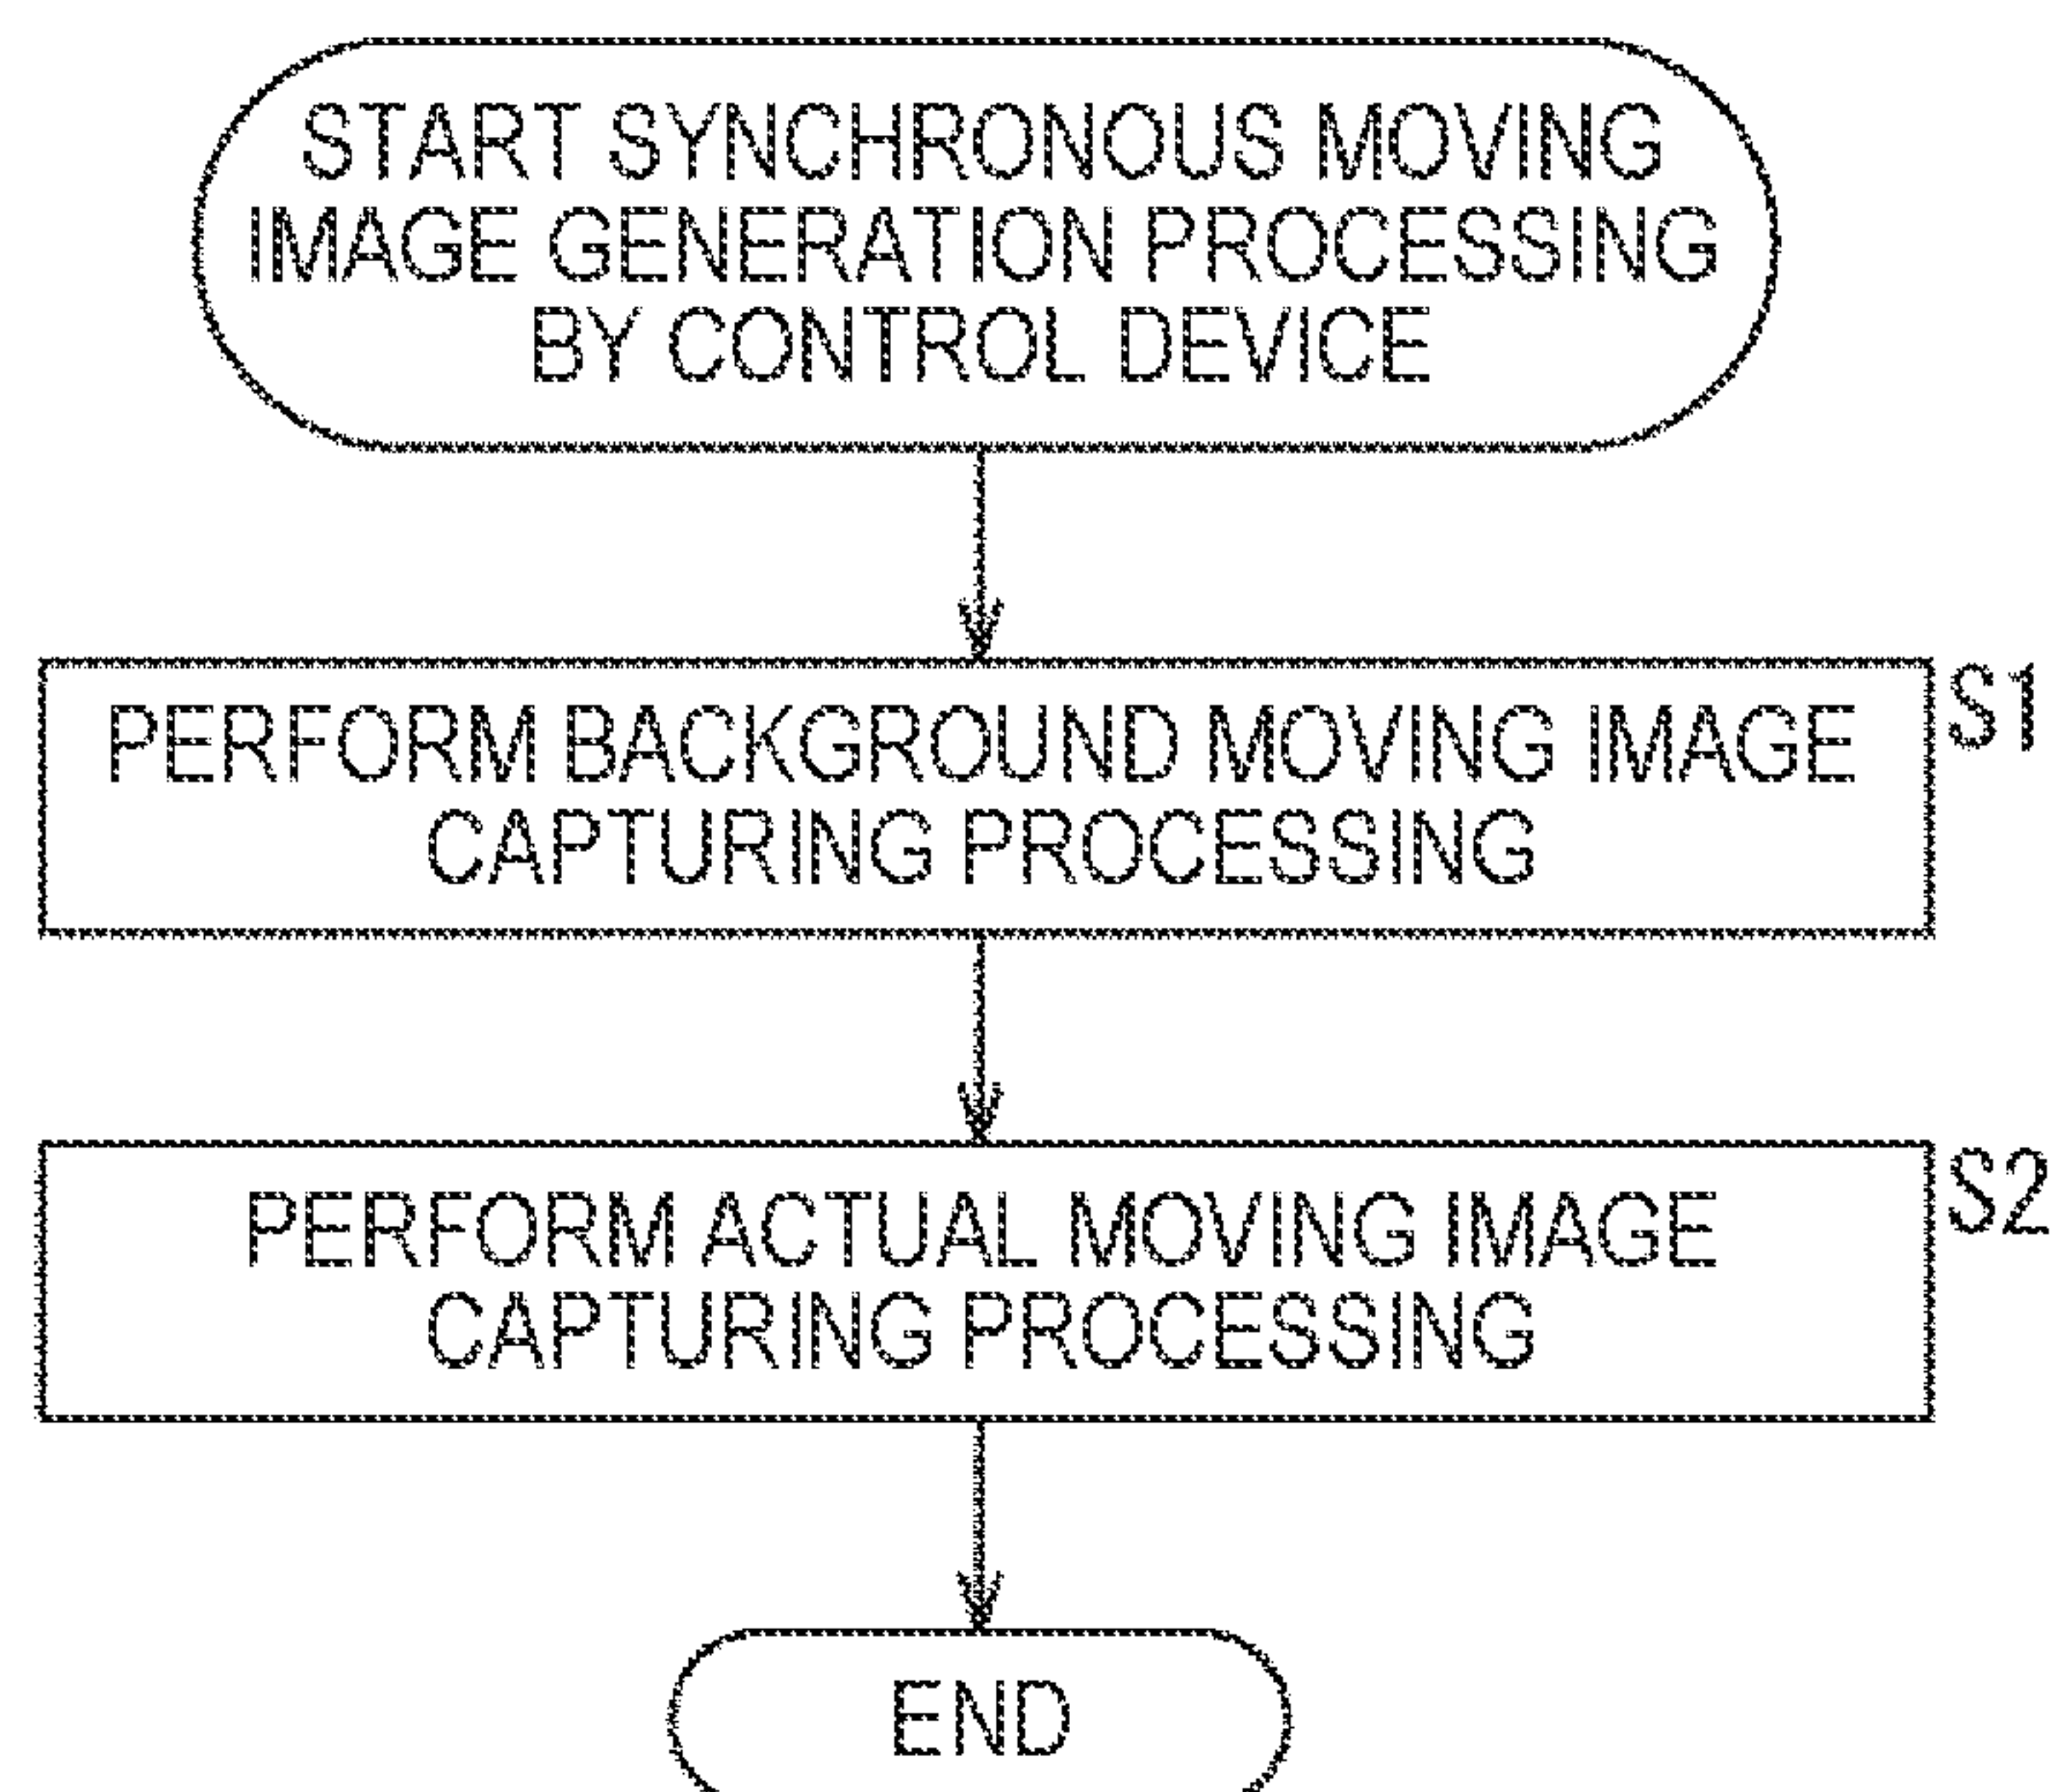 START SYNCHRONOUS MOVING
IMAGE GENERATION PROCESSING
BY CONTROL DEVICE
PERFORM BACKGROUND MOVING IMAGE
CAPTURING PROCESSING
S1
PERFORM ACTUAL MOVING IMAGE
CAPTURING PROCESSING
S2
END